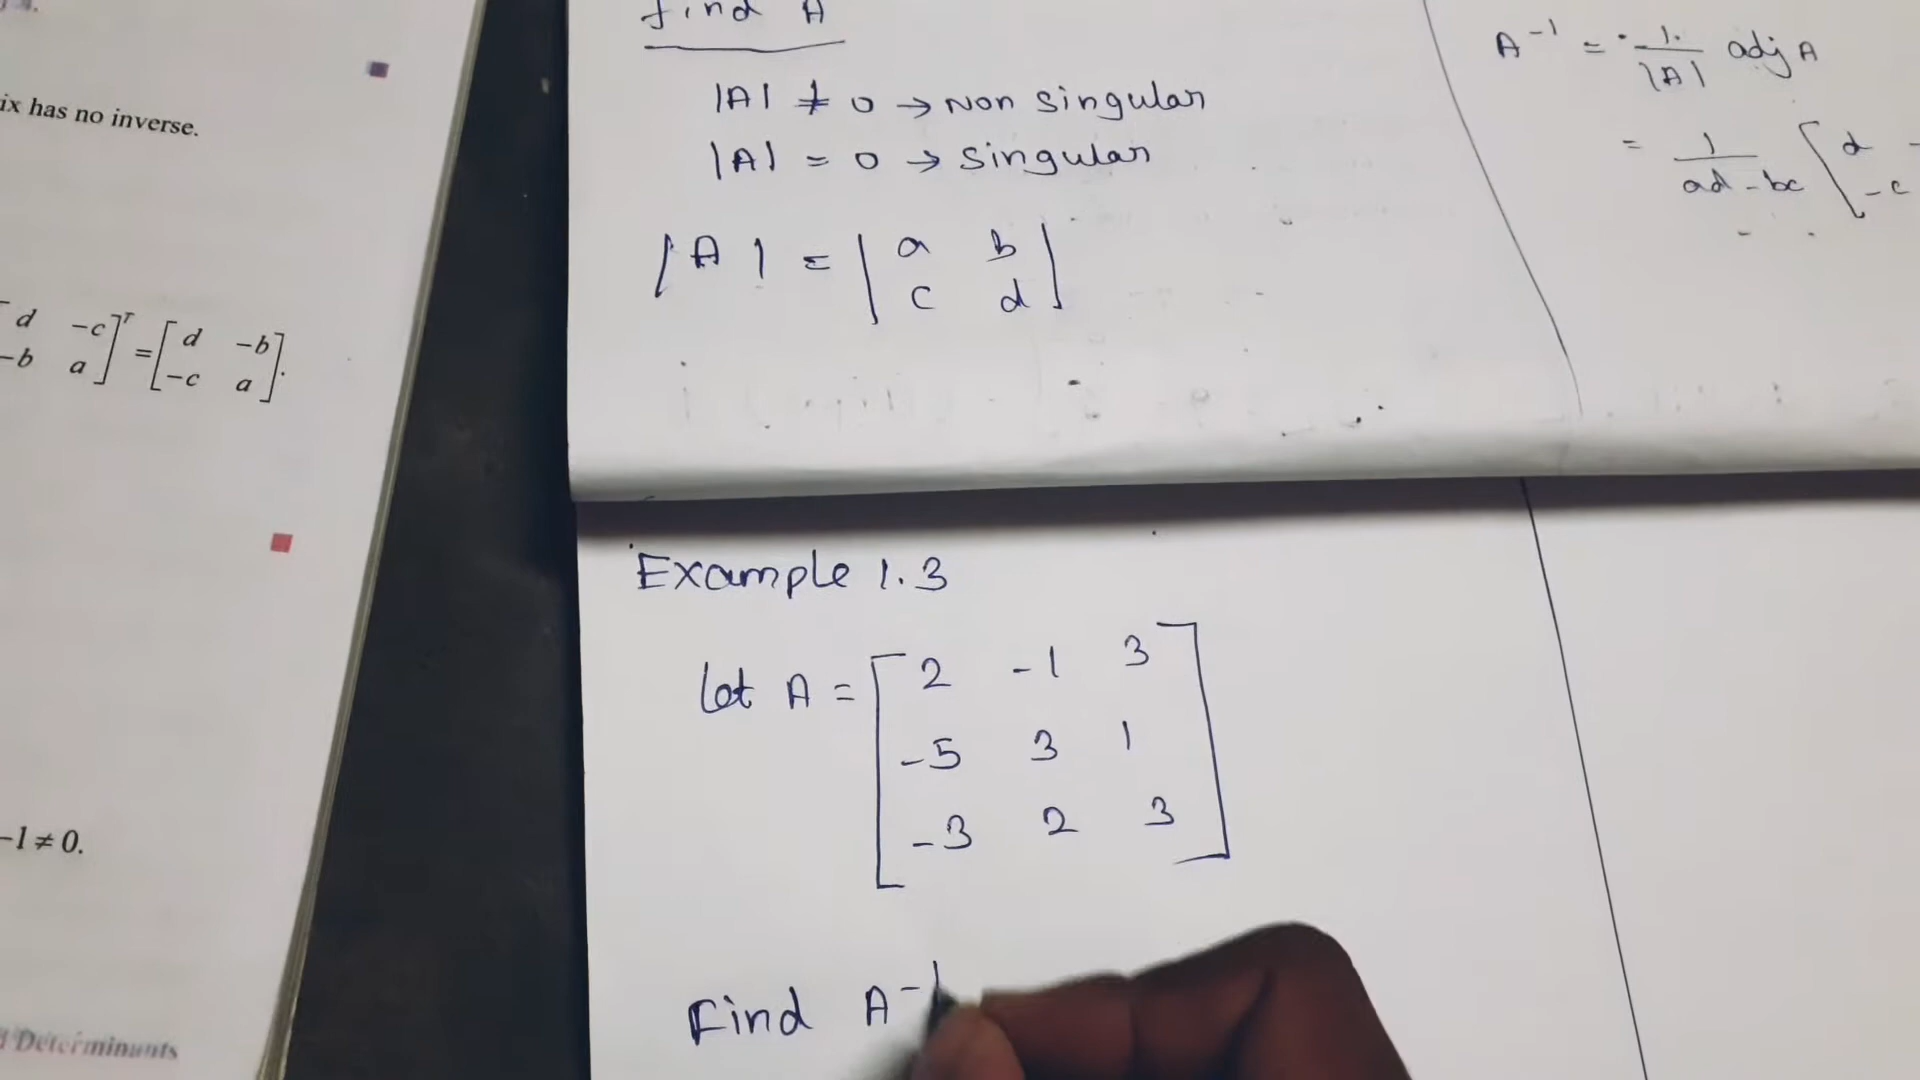 ix has no inverse.
d -c]ᵀ = [d -b
-b a] [-c a].
-1 ≠ 0.
Determinants
Find A
|A| ≠ 0 → Non singular
|A| = 0 → singular
|A| = |a b
c d|
A⁻¹ = 1/|A| adj A
= 1/(ad - bc) [d -
-c
Example 1.3
Let A = [2 -1 3
-5 3 1
-3 2 3]
Find A⁻¹